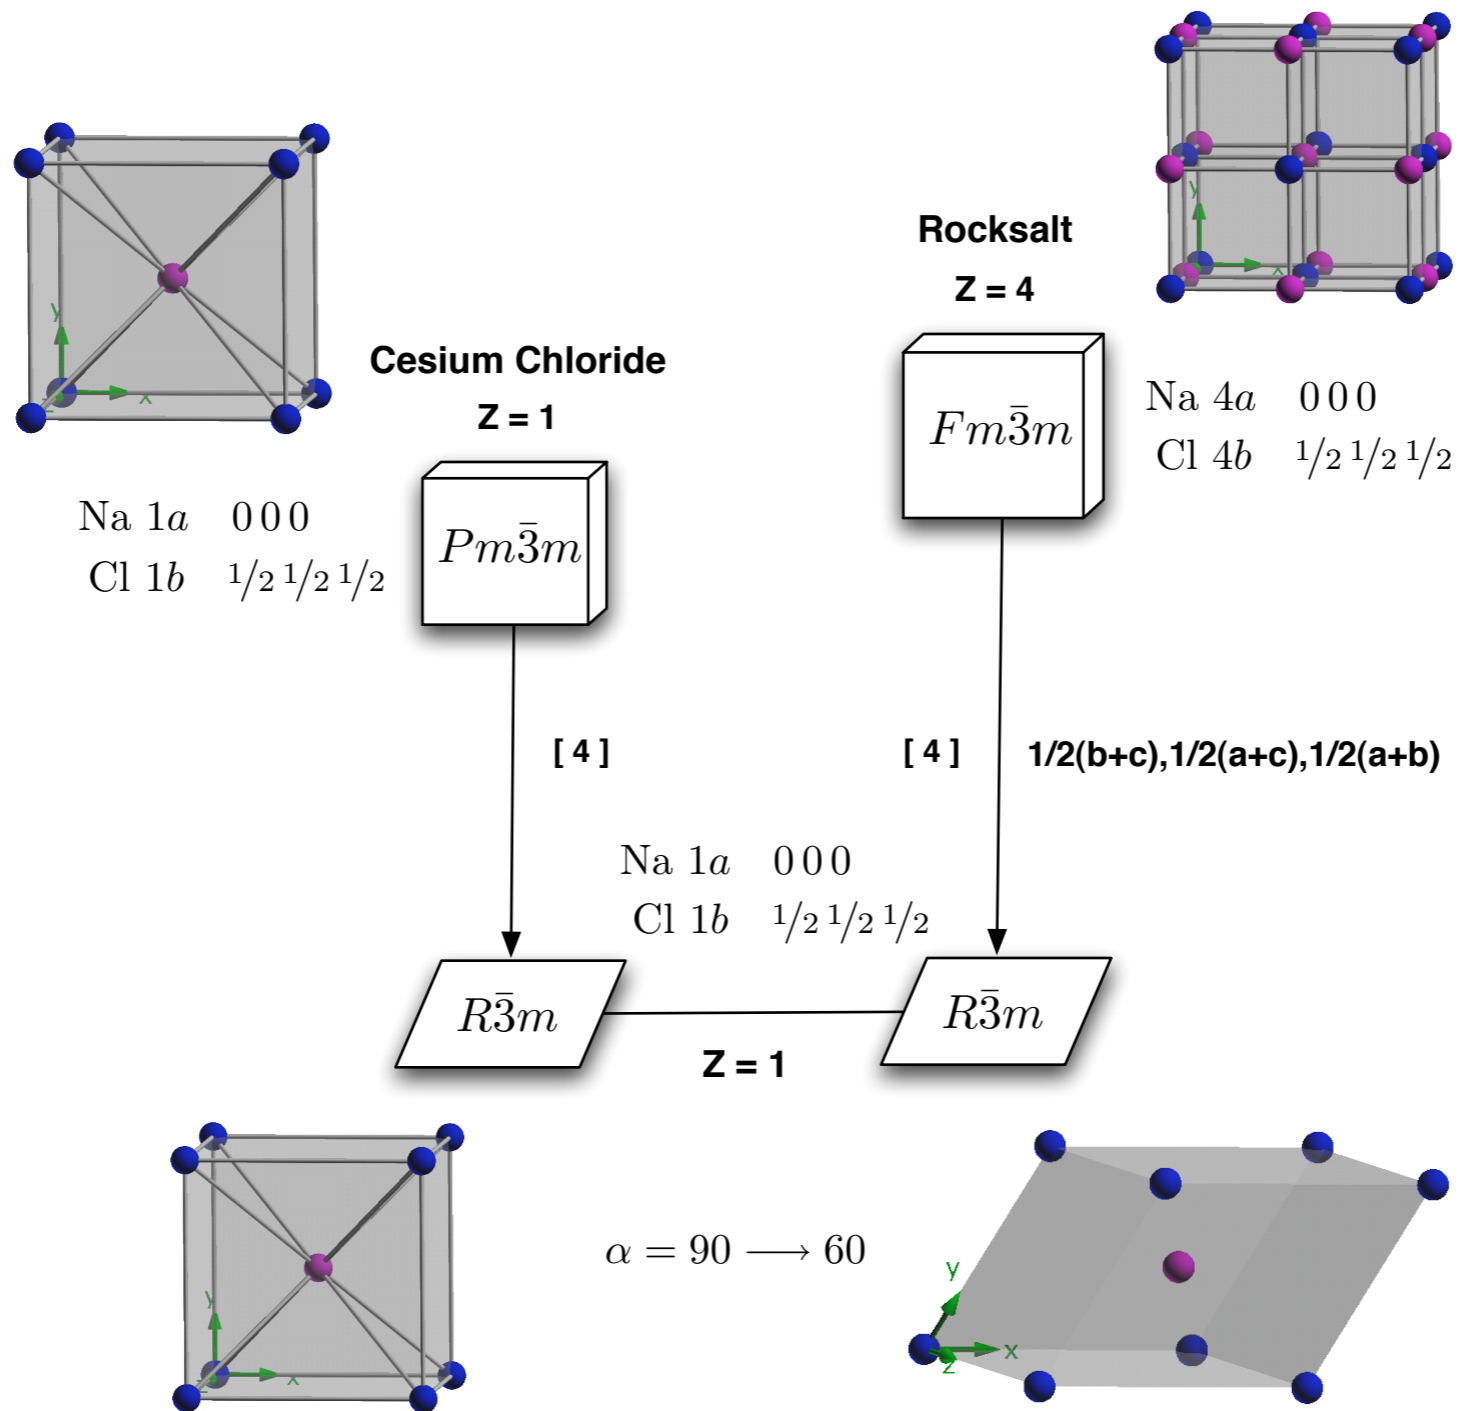 Rocksalt
Z = 4
y
x
Cesium Chloride
Z = 1
y
x
z
Fm3̄m
Na 4a 0 0 0
Cl 4b 1/2 1/2 1/2
Na 1a 0 0 0
Cl 1b 1/2 1/2 1/2
Pm3̄m
[ 4 ]
[ 4 ]
1/2(b+c),1/2(a+c),1/2(a+b)
Na 1a 0 0 0
Cl 1b 1/2 1/2 1/2
R3̄m
R3̄m
Z = 1
α = 90 ⟶ 60
y
x
z
y
x
z